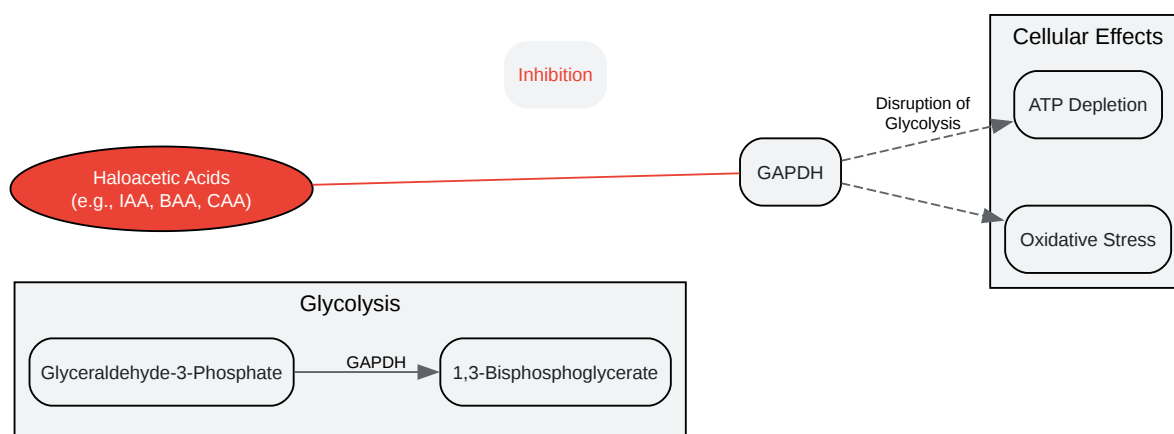 Cellular Effects
Inhibition
ATP Depletion
Disruption of
Glycolysis
Haloacetic Acids
(e.g., IAA, BAA, CAA)
GAPDH
Oxidative Stress
Glycolysis
Glyceraldehyde-3-Phosphate
GAPDH
1,3-Bisphosphoglycerate